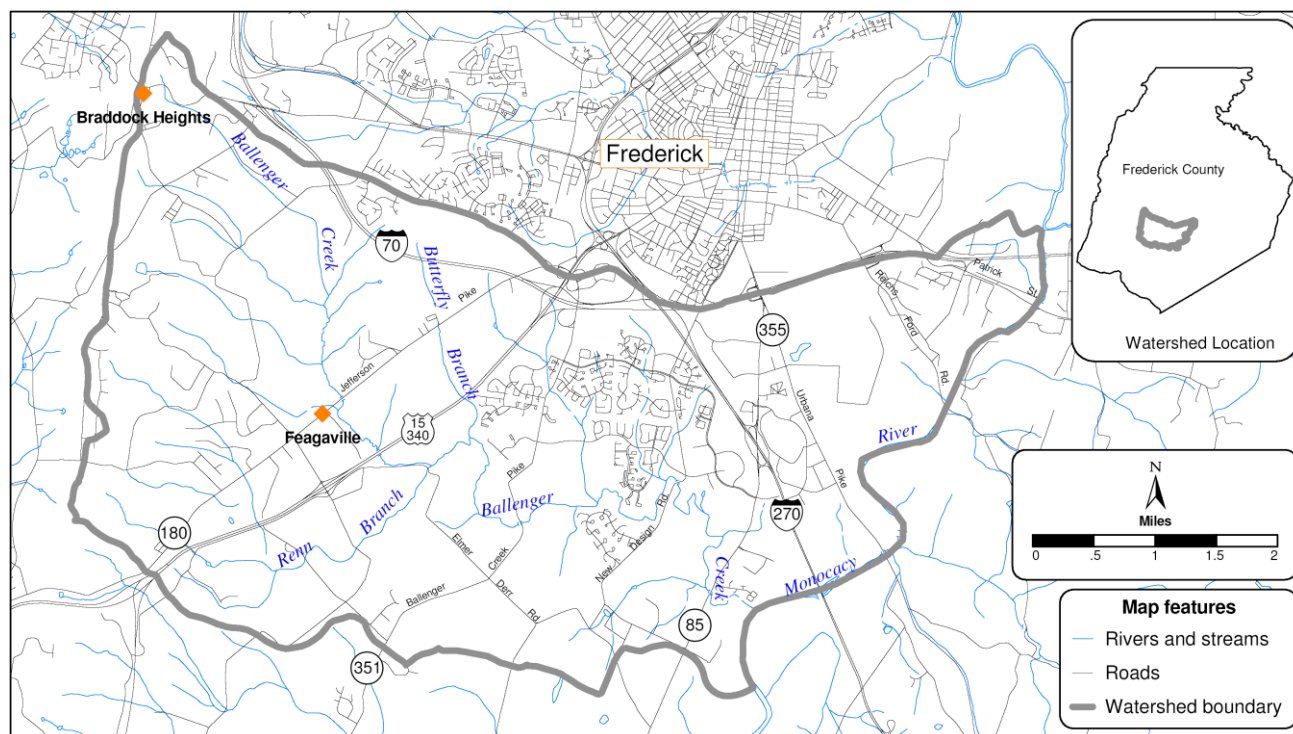 Braddock Heights
Ballenger
Creek
Frederick
70
Butterfly
Branch
Jefferson
Pike
355
Reichs
Ford
Rd.
Patrick
St.
Urbana
Pike
River
Feagaville
15
340
180
Renn
Branch
Ballenger
Pike
Creek
Ballenger
Elmer
Derr
Rd.
New
Design
Rd
270
Creek
Monocacy
85
351
Frederick County
Watershed Location
N
Miles
0 .5 1 1.5 2
Map features
Rivers and streams
Roads
Watershed boundary